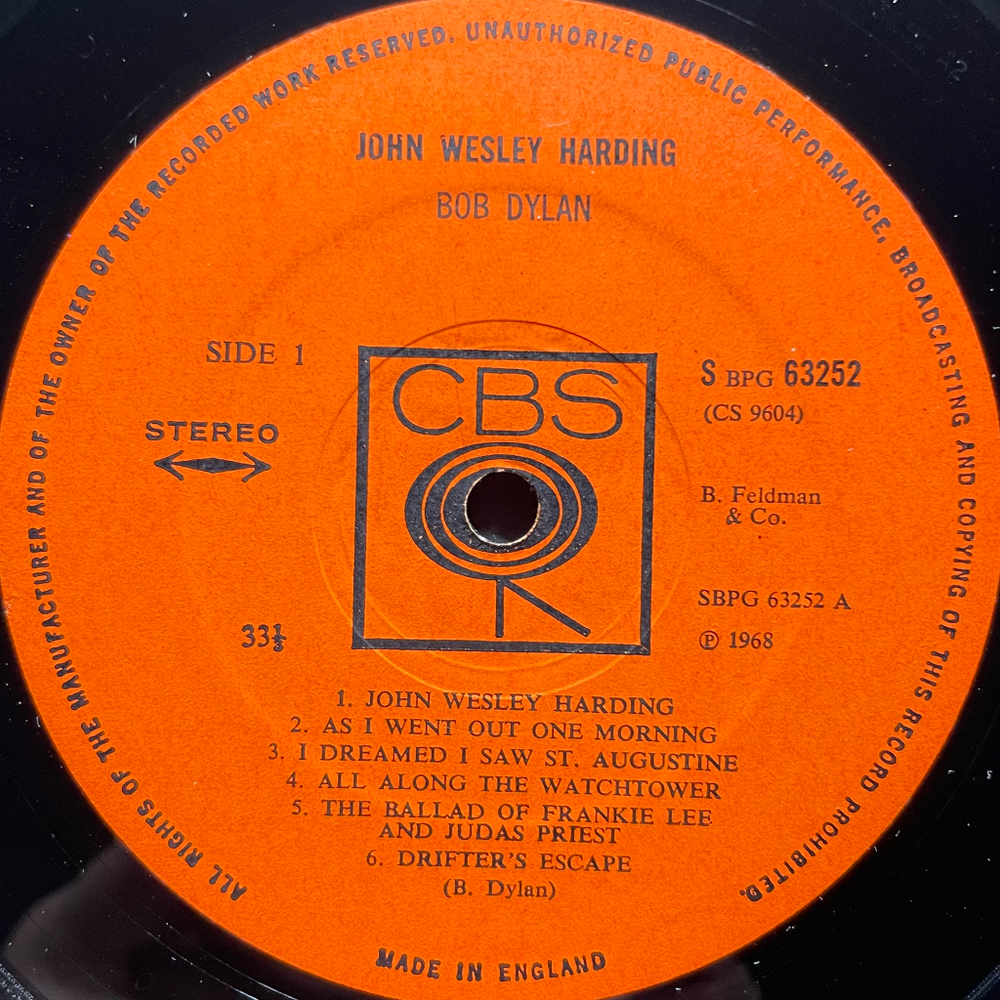 ALL RIGHTS OF THE MANUFACTURER AND OF THE OWNER OF THE RECORDED WORK RESERVED. UNAUTHORIZED PUBLIC PERFORMANCE, BROADCASTING AND COPYING OF THIS RECORD PROHIBITED.
JOHN WESLEY HARDING
BOB DYLAN
SIDE 1
STEREO
33⅓
CBS
S BPG 63252
(CS 9604)
B. Feldman
& Co.
SBPG 63252 A
℗ 1968
1. JOHN WESLEY HARDING
2. AS I WENT OUT ONE MORNING
3. I DREAMED I SAW ST. AUGUSTINE
4. ALL ALONG THE WATCHTOWER
5. THE BALLAD OF FRANKIE LEE
AND JUDAS PRIEST
6. DRIFTER'S ESCAPE
(B. Dylan)
MADE IN ENGLAND